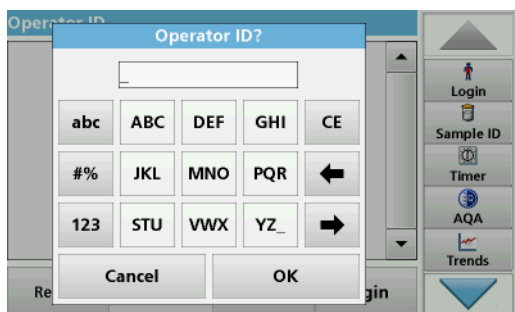 Operator ID
Operator ID?
_
abc ABC DEF GHI CE
#% JKL MNO PQR
123 STU VWX YZ_
Cancel OK
Login
Sample ID
Timer
AQA
Trends